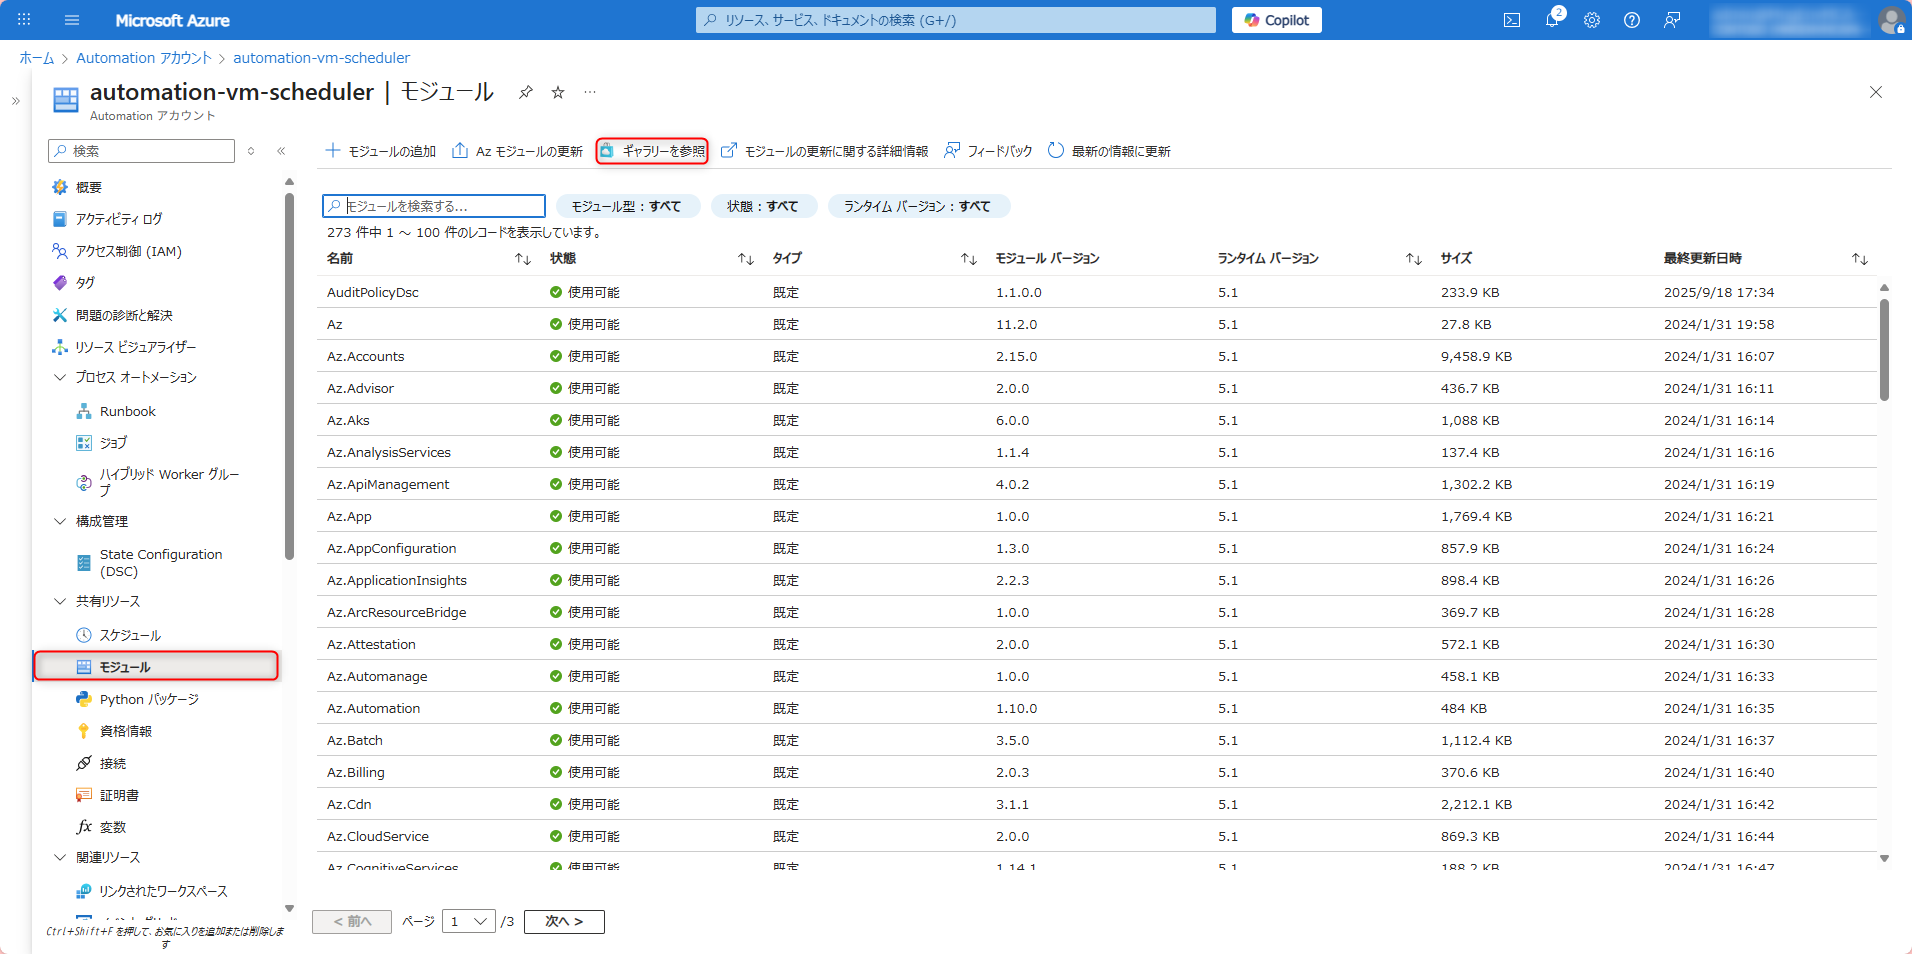 Microsoft Azure
リソース、サービス、ドキュメントの検索 (G+/)
Copilot
2
ホーム > Automation アカウント > automation-vm-scheduler
automation-vm-scheduler | モジュール
Automation アカウント
検索
概要
アクティビティ ログ
アクセス制御 (IAM)
タグ
問題の診断と解決
リソース ビジュアライザー
プロセス オートメーション
Runbook
ジョブ
ハイブリッド Worker グルー
プ
構成管理
State Configuration
(DSC)
共有リソース
スケジュール
モジュール
Python パッケージ
資格情報
接続
証明書
変数
関連リソース
リンクされたワークスペース
Ctrl+Shift+F を押して、お気に入りを追加または削除しま
す
モジュールの追加 Az モジュールの更新 ギャラリーを参照 モジュールの更新に関する詳細情報 フィードバック 最新の情報に更新
モジュールを検索する... モジュール型 : すべて 状態 : すべて ランタイム バージョン : すべて
273 件中 1 ～ 100 件のレコードを表示しています。
名前 状態 タイプ モジュール バージョン ランタイム バージョン サイズ 最終更新日時
AuditPolicyDsc 使用可能 既定 1.1.0.0 5.1 233.9 KB 2025/9/18 17:34
Az 使用可能 既定 11.2.0 5.1 27.8 KB 2024/1/31 19:58
Az.Accounts 使用可能 既定 2.15.0 5.1 9,458.9 KB 2024/1/31 16:07
Az.Advisor 使用可能 既定 2.0.0 5.1 436.7 KB 2024/1/31 16:11
Az.Aks 使用可能 既定 6.0.0 5.1 1,088 KB 2024/1/31 16:14
Az.AnalysisServices 使用可能 既定 1.1.4 5.1 137.4 KB 2024/1/31 16:16
Az.ApiManagement 使用可能 既定 4.0.2 5.1 1,302.2 KB 2024/1/31 16:19
Az.App 使用可能 既定 1.0.0 5.1 1,769.4 KB 2024/1/31 16:21
Az.AppConfiguration 使用可能 既定 1.3.0 5.1 857.9 KB 2024/1/31 16:24
Az.ApplicationInsights 使用可能 既定 2.2.3 5.1 898.4 KB 2024/1/31 16:26
Az.ArcResourceBridge 使用可能 既定 1.0.0 5.1 369.7 KB 2024/1/31 16:28
Az.Attestation 使用可能 既定 2.0.0 5.1 572.1 KB 2024/1/31 16:30
Az.Automanage 使用可能 既定 1.0.0 5.1 458.1 KB 2024/1/31 16:33
Az.Automation 使用可能 既定 1.10.0 5.1 484 KB 2024/1/31 16:35
Az.Batch 使用可能 既定 3.5.0 5.1 1,112.4 KB 2024/1/31 16:37
Az.Billing 使用可能 既定 2.0.3 5.1 370.6 KB 2024/1/31 16:40
Az.Cdn 使用可能 既定 3.1.1 5.1 2,212.1 KB 2024/1/31 16:42
Az.CloudService 使用可能 既定 2.0.0 5.1 869.3 KB 2024/1/31 16:44
Az.CognitiveServices 使用可能 既定 1.14.1 5.1 188.2 KB 2024/1/31 16:47
< 前へ ページ 1 /3 次へ >